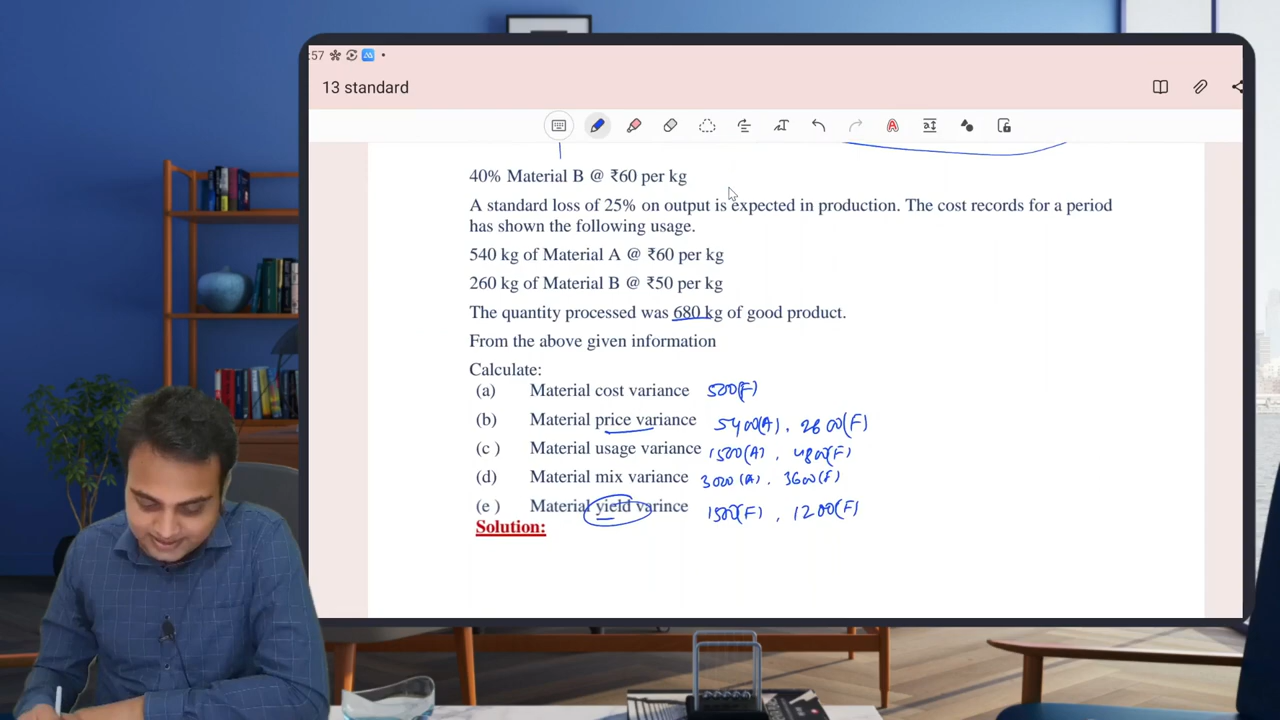 :57
13 standard
40% Material B @ ₹60 per kg
A standard loss of 25% on output is expected in production. The cost records for a period
has shown the following usage.
540 kg of Material A @ ₹60 per kg
260 kg of Material B @ ₹50 per kg
The quantity processed was 680 kg of good product.
From the above given information
Calculate:
(a) Material cost variance 500(F)
(b) Material price variance 5400(A), 2600(F)
(c ) Material usage variance 1500(A), 4800(F)
(d) Material mix variance 3000(A), 3600(F)
(e ) Material yield varince 1500(F), 1200(F)
Solution: